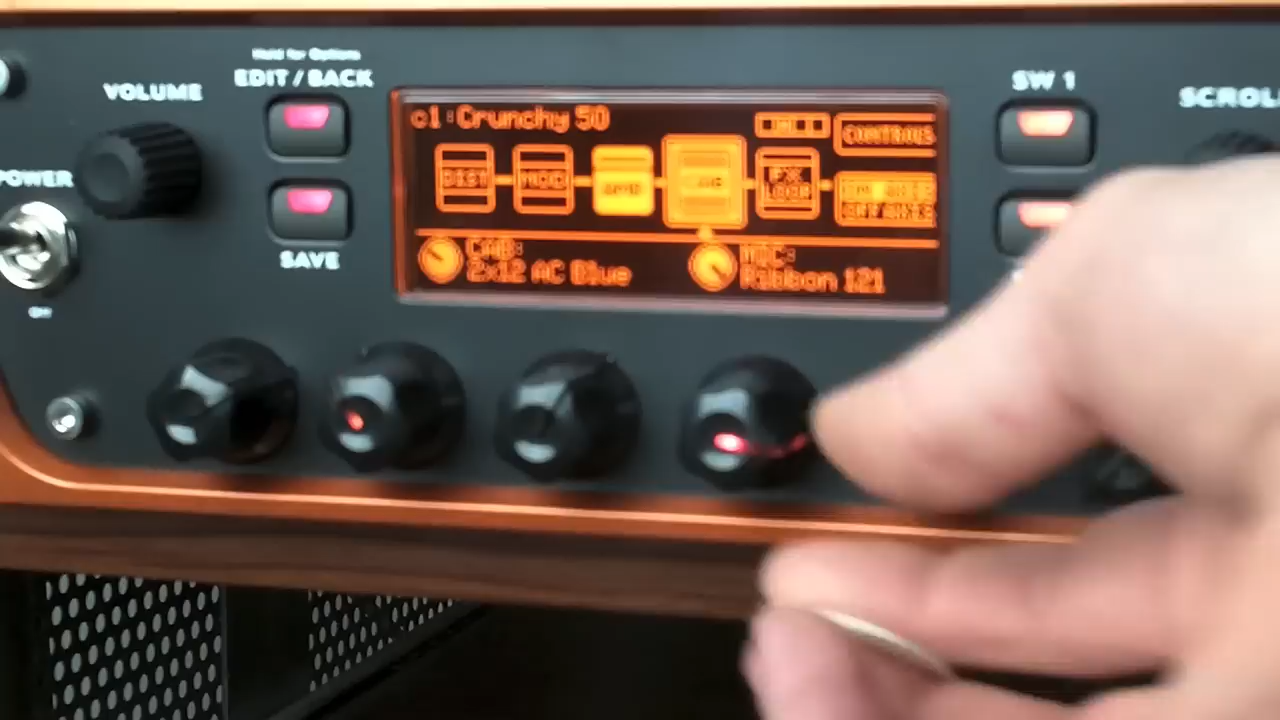 Hold for Options
EDIT / BACK
VOLUME
SW 1
SCROLL
POWER
SAVE
c1: Crunchy 50
CONTROLS
DIST
MOD
AMP
CAB
FX
LOOP
CAB:
2x12 AC Blue
MIC:
Ribbon 121